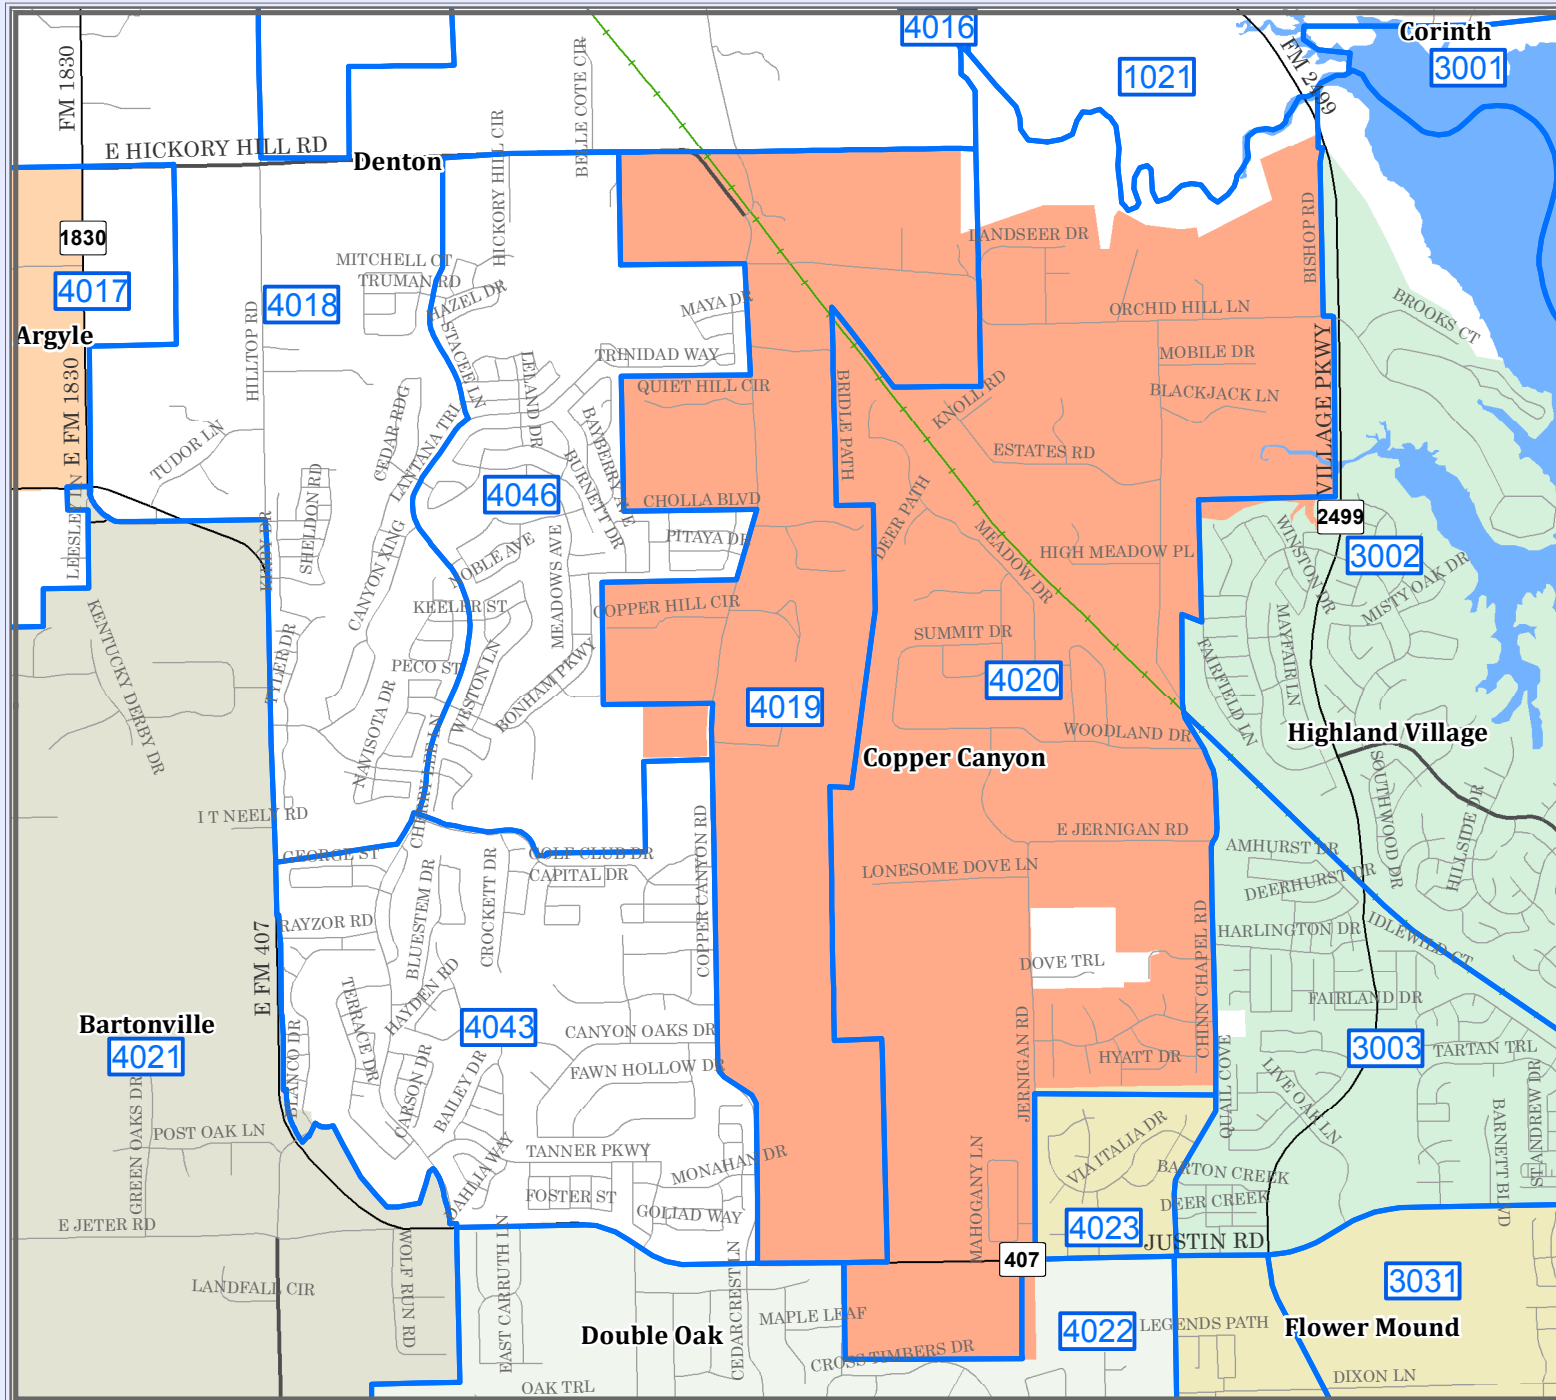 4016
Corinth
3001
1021
FM 1830
FM 2499
BELLE COTE CIR
E HICKORY HILL RD
Denton
HICKORY HILL CIR
1830
4017
4018
Argyle
MITCHELL CT
TRUMAN RD
HAZEL DR
STACEE LN
LANDSEER DR
BISHOP RD
ORCHID HILL LN
BROOKS CT
MAYA DR
TRINIDAD WAY
QUIET HILL CIR
HILLTOP RD
E FM 1830
LELAND DR
BRIDLE PATH
KNOLL RD
MOBILE DR
BLACKJACK LN
VILLAGE PKWY
TUDOR LN
CEDAR RDG
LANTANA TRL
BAYBERRY AVE
BURNETT DR
ESTATES RD
4046
CHOLLA BLVD
DEER PATH
SHELDON RD
LEESLEY LN
KIRBY DR
CANYON XING
NOBLE AVE
MEADOWS AVE
PITAYA DR
MEADOW DR
HIGH MEADOW PL
2499
WINSTON DR
3002
MISTY OAK DR
KENTUCKY DERBY DR
KEELER ST
COPPER HILL CIR
SUMMIT DR
MAYFAIR LN
FAIRFIELD LN
TYLER DR
PECO ST
WESTON LN
BONHAM PKWY
4019
4020
NAVISOTA DR
CHERRY LEE LN
WOODLAND DR
Copper Canyon
Highland Village
SOUTHWOOD DR
HILLSIDE DR
I T NEELY RD
GEORGE ST
GOLF CLUB DR
CAPITAL DR
COPPER CANYON RD
E JERNIGAN RD
LONESOME DOVE LN
AMHURST DR
DEERHURST DR
RAYZOR RD
BLUESTEM DR
CROCKETT DR
HARLINGTON DR
IDLEWILD CT
E FM 407
DOVE TRL
CHINN CHAPEL RD
HAYDEN RD
TERRACE DR
FAIRLAND DR
Bartonville
4021
4043
CANYON OAKS DR
FAWN HOLLOW DR
JERNIGAN RD
HYATT DR
QUAIL COVE
3003
TARTAN TRL
BLANCO DR
CARSON DR
BAILEY DR
LIVE OAK LN
GREEN OAKS DR
POST OAK LN
TANNER PKWY
MONAHAN DR
VIA ITALIA DR
BARNETT BLVD
ST ANDREW DR
DAHLIA WAY
FOSTER ST
GOLIAD WAY
MAHOGANY LN
BARTON CREEK
DEER CREEK
E JETER RD
4023
JUSTIN RD
407
WOLF RUN RD
EAST CARRUTH LN
CEDARCREST LN
LANDFALL CIR
3031
MAPLE LEAF
Double Oak
4022
LEGENDS PATH
Flower Mound
CROSS TIMBERS DR
OAK TRL
DIXON LN